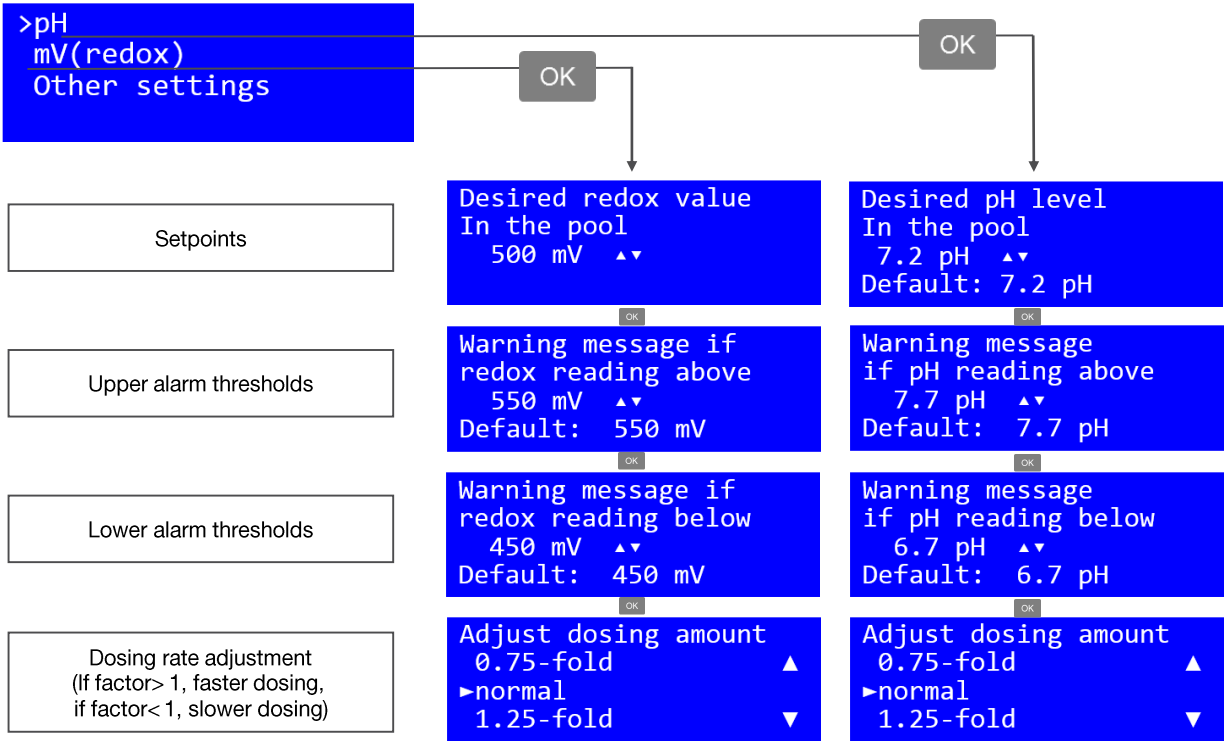 >pH
mV(redox)
Other settings
OK
OK
Setpoints
Desired redox value
In the pool
500 mV ▲▼
Desired pH level
In the pool
7.2 pH ▲▼
Default: 7.2 pH
OK
OK
Upper alarm thresholds
Warning message if
redox reading above
550 mV ▲▼
Default: 550 mV
Warning message
if pH reading above
7.7 pH ▲▼
Default: 7.7 pH
OK
OK
Lower alarm thresholds
Warning message if
redox reading below
450 mV ▲▼
Default: 450 mV
Warning message
if pH reading below
6.7 pH ▲▼
Default: 6.7 pH
OK
OK
Dosing rate adjustment
(If factor> 1, faster dosing,
if factor< 1, slower dosing)
Adjust dosing amount
0.75-fold ▲
►normal
1.25-fold ▼
Adjust dosing amount
0.75-fold ▲
►normal
1.25-fold ▼